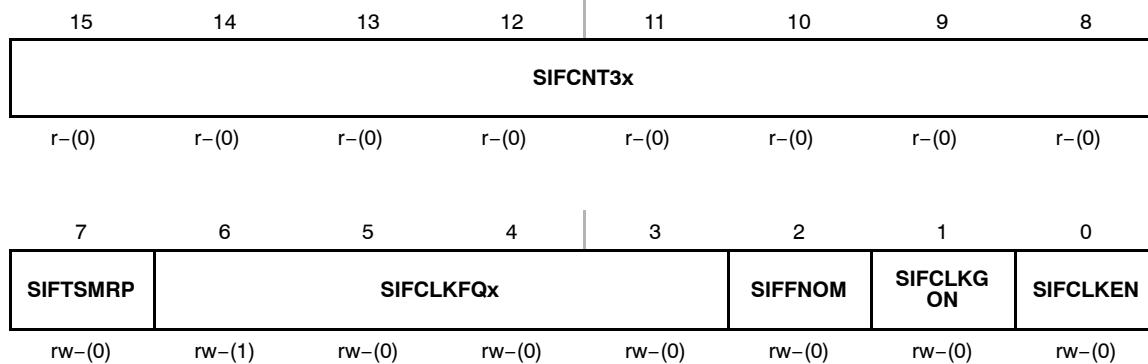 15 14 13 12 11 10 9 8
SIFCNT3x
r−(0) r−(0) r−(0) r−(0) r−(0) r−(0) r−(0) r−(0)
7 6 5 4 3 2 1 0
SIFTSMRP SIFCLKFQx SIFFNOM SIFCLKG SIFCLKEN
ON
rw−(0) rw−(1) rw−(0) rw−(0) rw−(0) rw−(0) rw−(0) rw−(0)